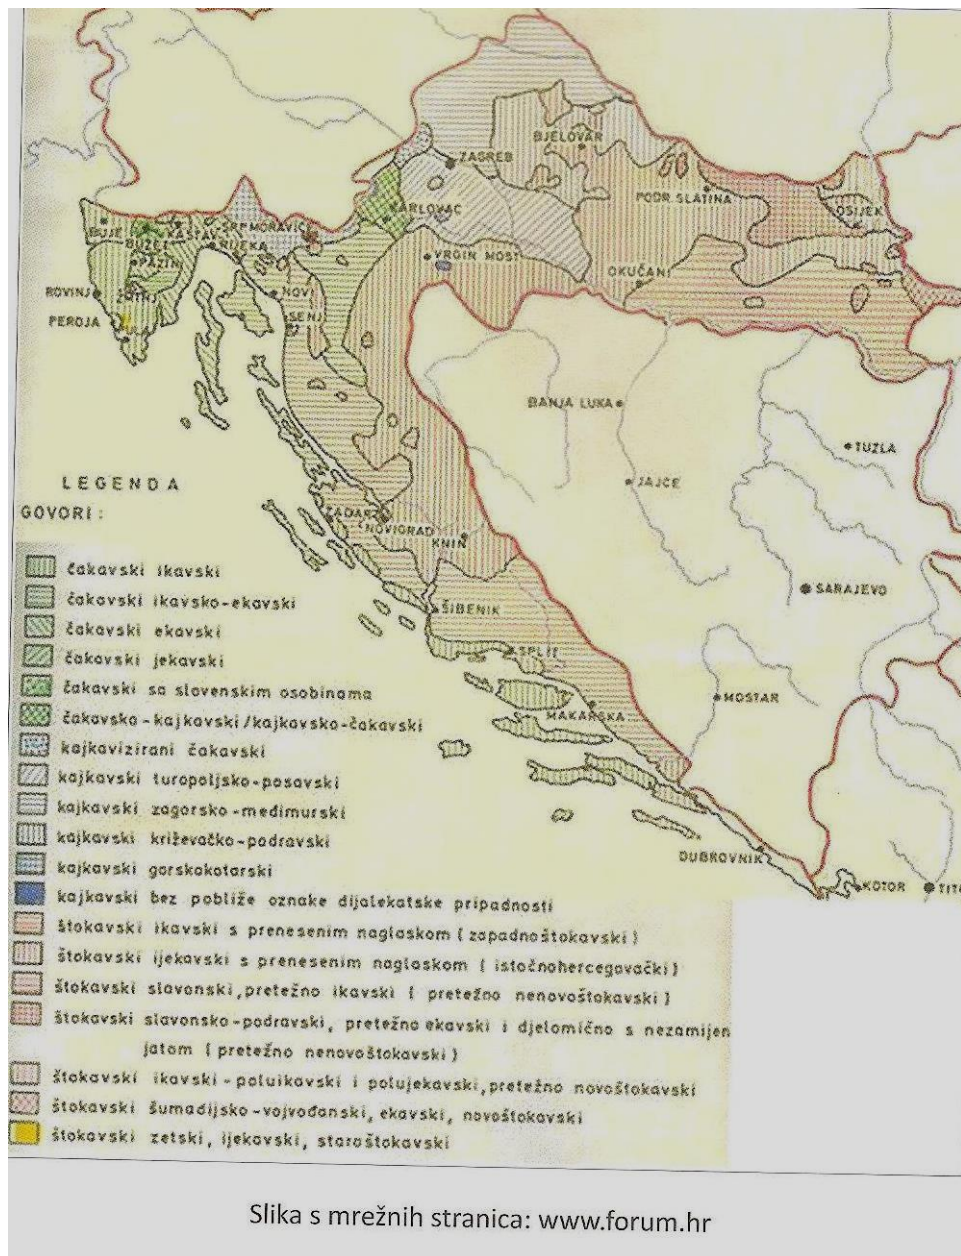 BJELOVAR
ZAGREB
PODR. SLATINA
OSIJEK
KARLOVAC
BUJE
KASTAV
SRP MORAVICE
BUZET
RIJEKA
PAZIN
VRGIN MOST
OKUČANI
ROVINJ
NOVI
PEROJA
SENJ
BANJA LUKA
TUZLA
JAJCE
ZADAR
NOVIGRAD
KNIN
SARAJEVO
ŠIBENIK
SPLIT
MOSTAR
MAKARSKA
DUBROVNIK
KOTOR
TITO
LEGENDA
GOVORI :
čakavski ikavski
čakavski ikavsko-ekavski
čakavski ekavski
čakavski jekavski
čakavski sa slovenskim osobinama
čakavsko-kajkavski/kajkavsko-čakavski
kajkavizirani čakavski
kajkavski turopoljsko-posavski
kajkavski zagorsko-međimurski
kajkavski križevačko-podravski
kajkavski gorskokotarski
kajkavski bez pobliže oznake dijalekatske pripadnosti
štokavski ikavski s prenesenim naglaskom ( zapadnoštokavski )
štokavski ijekavski s prenesenim naglaskom ( istočnohercegovački )
štokavski slavonski, pretežno ikavski ( pretežno nenovoštokavski )
štokavski slavonsko-podravski, pretežno ekavski i djelomično s nezamijen
jatom ( pretežno nenovoštokavski )
štokavski ikavski-poluikavski i polujekavski, pretežno novoštokavski
štokavski šumadijsko-vojvođanski, ekavski, novoštokavski
štokavski zetski, ijekavski, staroštokavski
Slika s mrežnih stranica: www.forum.hr